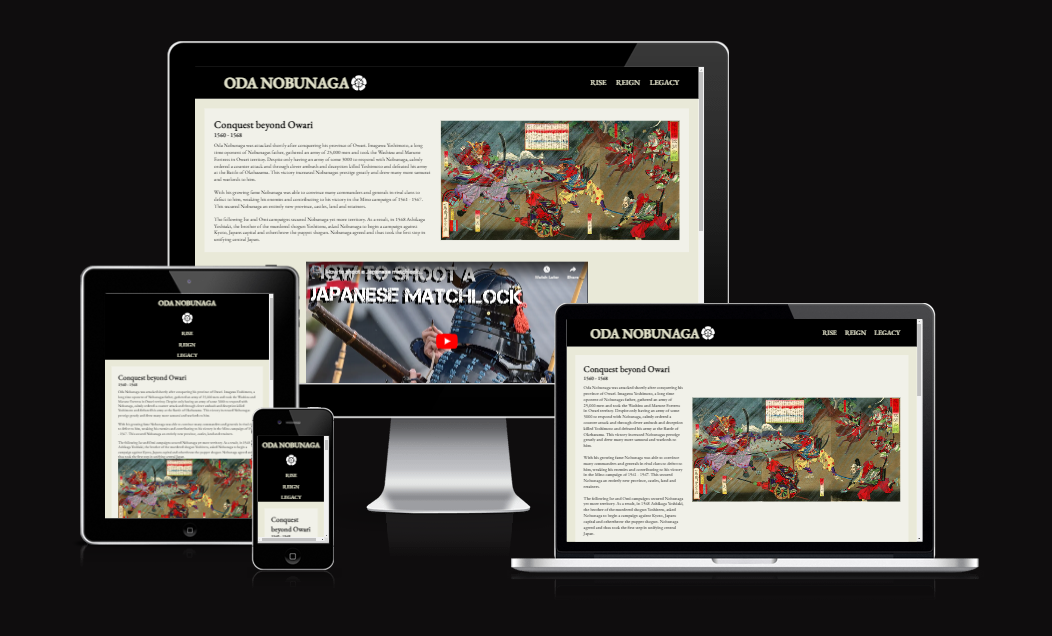 ODA NOBUNAGA
RISE REIGN LEGACY
Conquest beyond Owari
1560 - 1568
Oda Nobunaga was attacked shortly after conquering his province of Owari. Imagawa Yoshimoto, a long
time opponent of Nobunagas father, gathered an army of 25,000 men and took the Washizu and Marune
Fortress in Owari territory. Despite only having an army of some 3000 to respond with Nobunaga, calmly
ordered a counter attack and through clever ambush and deception killed Yoshimoto and defeated his army
at the Battle of Okehazama. This victory increased Nobunagas prestige greatly and drew many more samurai
and warlords to him.
With his growing fame Nobunaga was able to convince many commanders and generals in rival clans to
defect to him, weaking his enemies and contributing to his victory in the Mino campaign of 1561 - 1567.
This secured Nobunaga an entirely new province, castles, land and retainers.
The following Ise and Omi campaigns secured Nobunaga yet more territory. As a result, in 1568 Ashikaga
Yoshiaki, the brother of the murdered shogun Yoshiteru, asked Nobunaga to begin a campaign against
Kyoto, Japans capital and overthrow the puppet shogun. Nobunaga agreed and thus took the first step in
unifying central Japan.
HOW TO SHOOT A
JAPANESE MATCHLOCK
Watch Later Share
ODA NOBUNAGA
RISE
REIGN
LEGACY
Conquest beyond Owari
1560 - 1568
ODA NOBUNAGA
RISE
REIGN
LEGACY
Conquest
beyond Owari
1560 - 1568
ODA NOBUNAGA
RISE REIGN LEGACY
Conquest beyond Owari
1560 - 1568
Oda Nobunaga was attacked shortly after conquering his
province of Owari. Imagawa Yoshimoto, a long time
opponent of Nobunagas father, gathered an army of
25,000 men and took the Washizu and Marune Fortress
in Owari territory. Despite only having an army of some
3000 to respond with Nobunaga, calmly ordered a
counter attack and through clever ambush and deception
killed Yoshimoto and defeated his army at the Battle of
Okehazama. This victory increased Nobunagas prestige
greatly and drew many more samurai and warlords to
him.
With his growing fame Nobunaga was able to convince
many commanders and generals in rival clans to defect to
him, weaking his enemies and contributing to his victory
in the Mino campaign of 1561 - 1567. This secured
Nobunaga an entirely new province, castles, land and
retainers.
The following Ise and Omi campaigns secured Nobunaga
yet more territory. As a result, in 1568 Ashikaga Yoshiaki,
the brother of the murdered shogun Yoshiteru, asked
Nobunaga to begin a campaign against Kyoto, Japans
capital and overthrow the puppet shogun. Nobunaga
agreed and thus took the first step in unifying central
Japan.